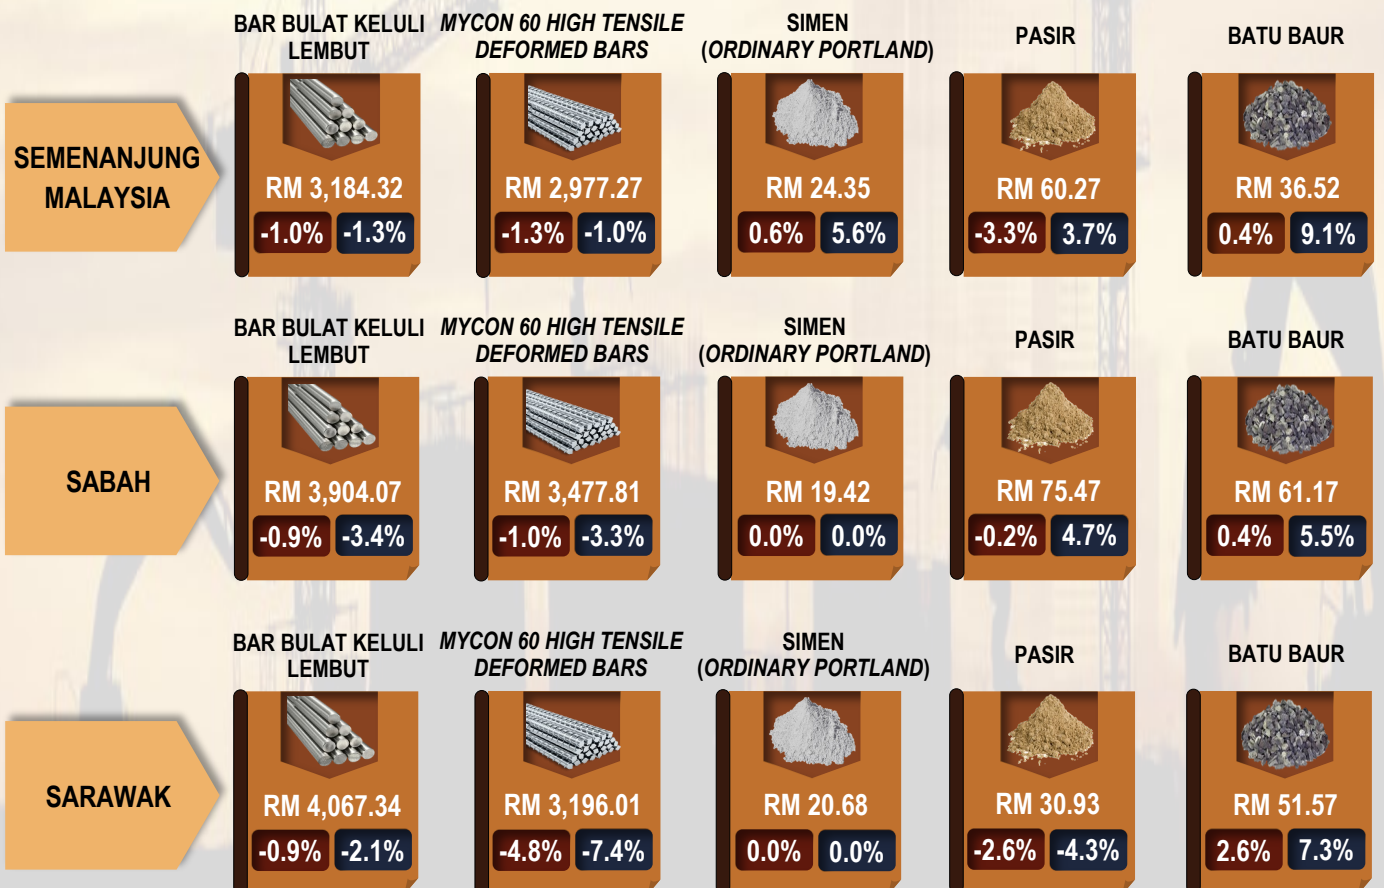 BAR BULAT KELULI
LEMBUT
MYCON 60 HIGH TENSILE
DEFORMED BARS
SIMEN
(ORDINARY PORTLAND)
PASIR
BATU BAUR
SEMENANJUNG
MALAYSIA
RM 3,184.32
RM 2,977.27
RM 24.35
RM 60.27
RM 36.52
-1.0% -1.3%
-1.3% -1.0%
0.6% 5.6%
-3.3% 3.7%
0.4% 9.1%
BAR BULAT KELULI
LEMBUT
MYCON 60 HIGH TENSILE
DEFORMED BARS
SIMEN
(ORDINARY PORTLAND)
PASIR
BATU BAUR
SABAH
RM 3,904.07
RM 3,477.81
RM 19.42
RM 75.47
RM 61.17
-0.9% -3.4%
-1.0% -3.3%
0.0% 0.0%
-0.2% 4.7%
0.4% 5.5%
BAR BULAT KELULI
LEMBUT
MYCON 60 HIGH TENSILE
DEFORMED BARS
SIMEN
(ORDINARY PORTLAND)
PASIR
BATU BAUR
SARAWAK
RM 4,067.34
RM 3,196.01
RM 20.68
RM 30.93
RM 51.57
-0.9% -2.1%
-4.8% -7.4%
0.0% 0.0%
-2.6% -4.3%
2.6% 7.3%